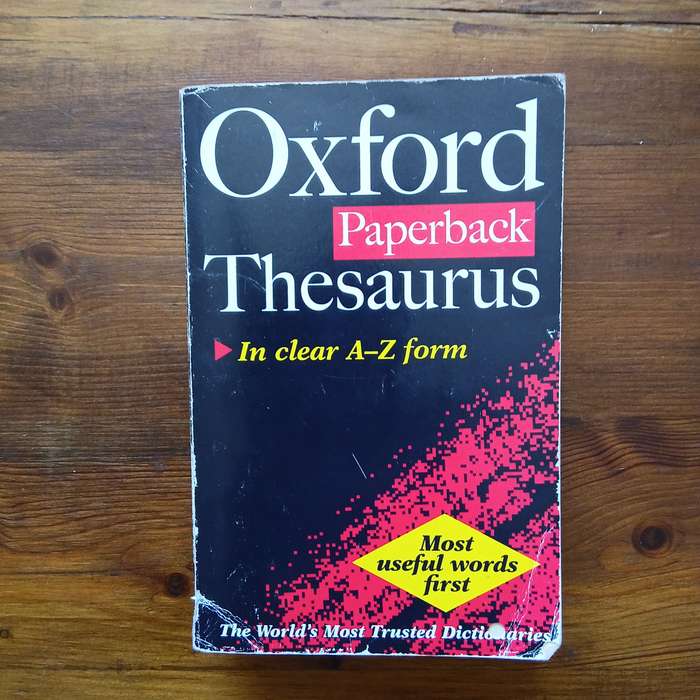 Oxford
Paperback
Thesaurus
In clear A–Z form
Most
useful words
first
The World's Most Trusted Dictionaries